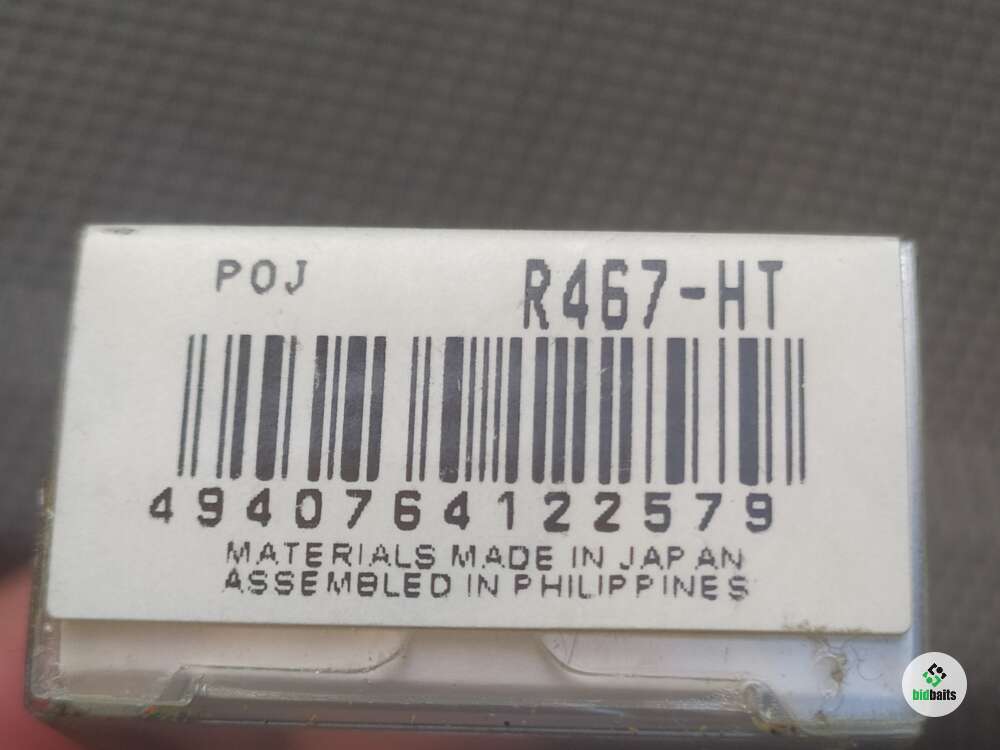 POJ R467-HT
4940764122579
MATERIALS MADE IN JAPAN
ASSEMBLED IN PHILIPPINES
bidbaits